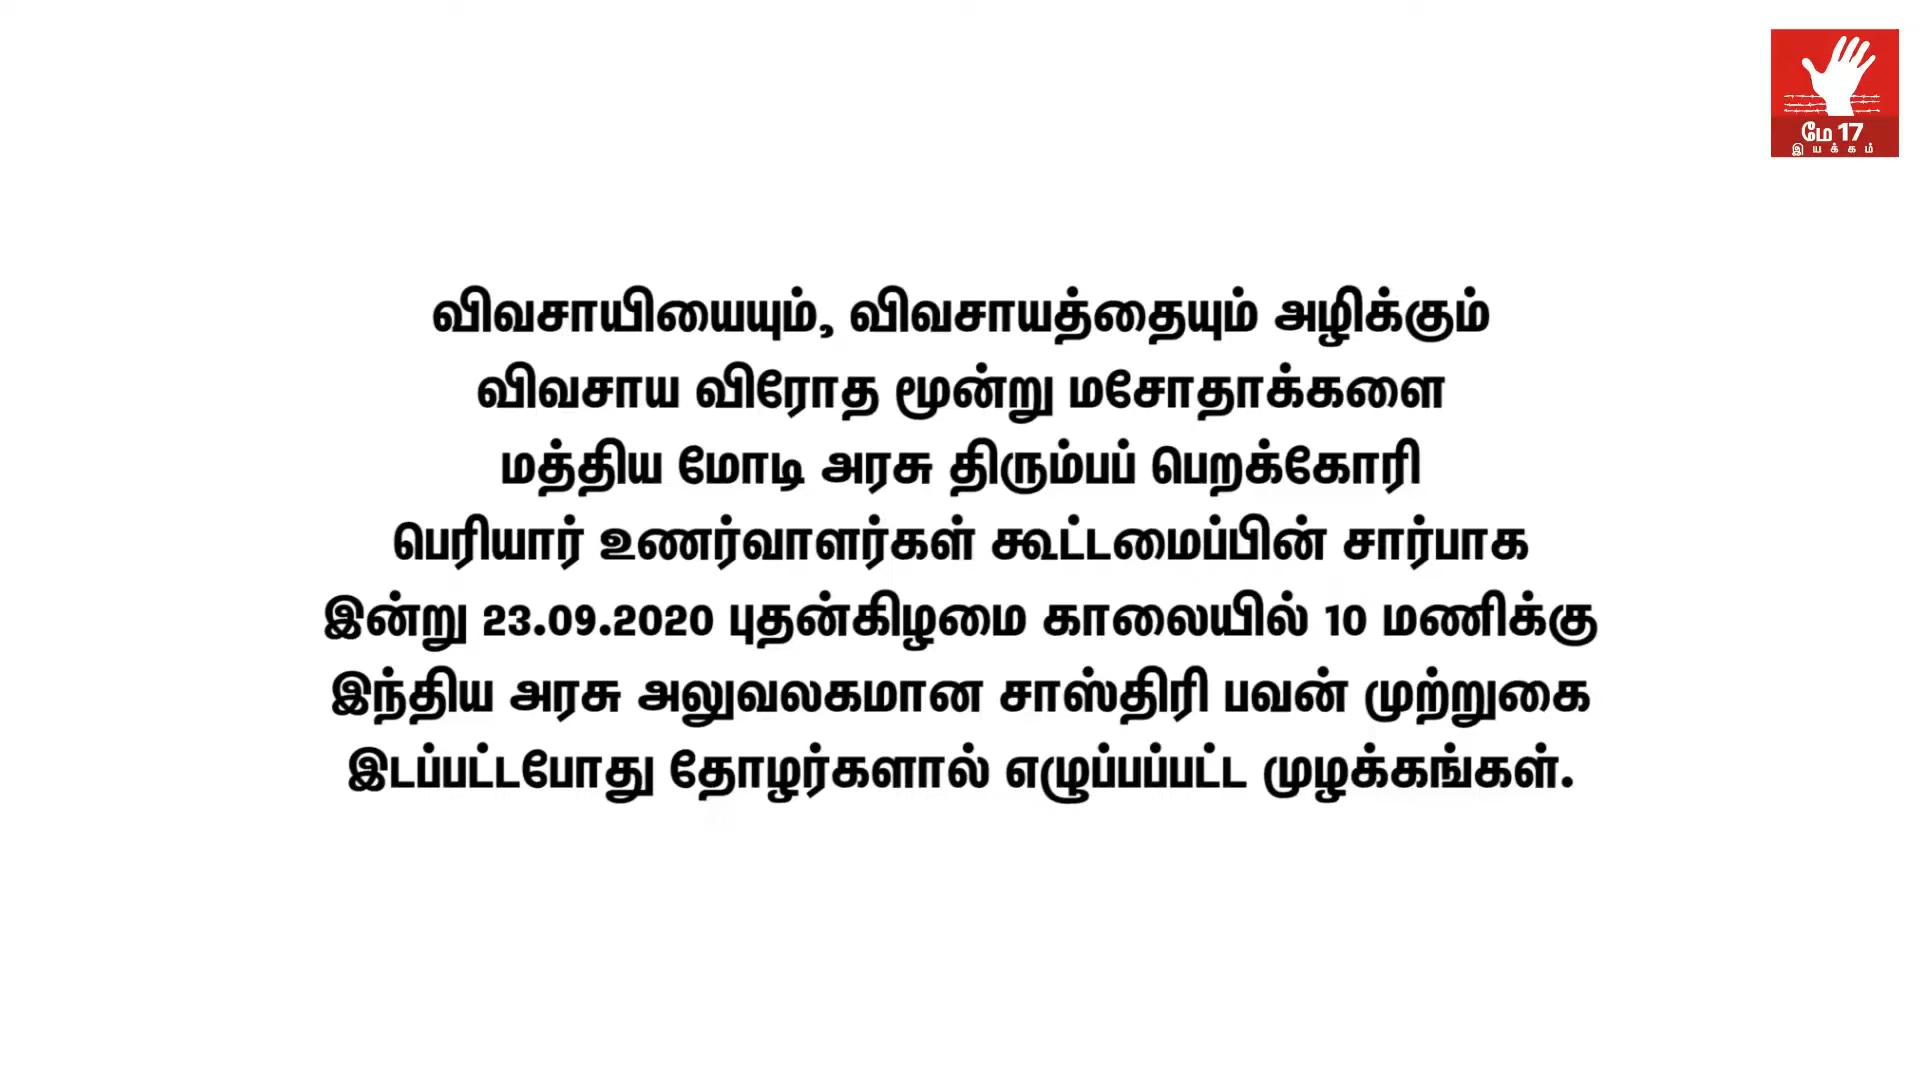 மே 17
இயக்கம்
விவசாயியையும், விவசாயத்தையும் அழிக்கும்
விவசாய விரோத மூன்று மசோதாக்களை
மத்திய மோடி அரசு திரும்பப் பெறக்கோரி
பெரியார் உணர்வாளர்கள் கூட்டமைப்பின் சார்பாக
இன்று 23.09.2020 புதன்கிழமை காலையில் 10 மணிக்கு
இந்திய அரசு அலுவலகமான சாஸ்திரி பவன் முற்றுகை
இடப்பட்டபோது தோழர்களால் எழுப்பப்பட்ட முழக்கங்கள்.